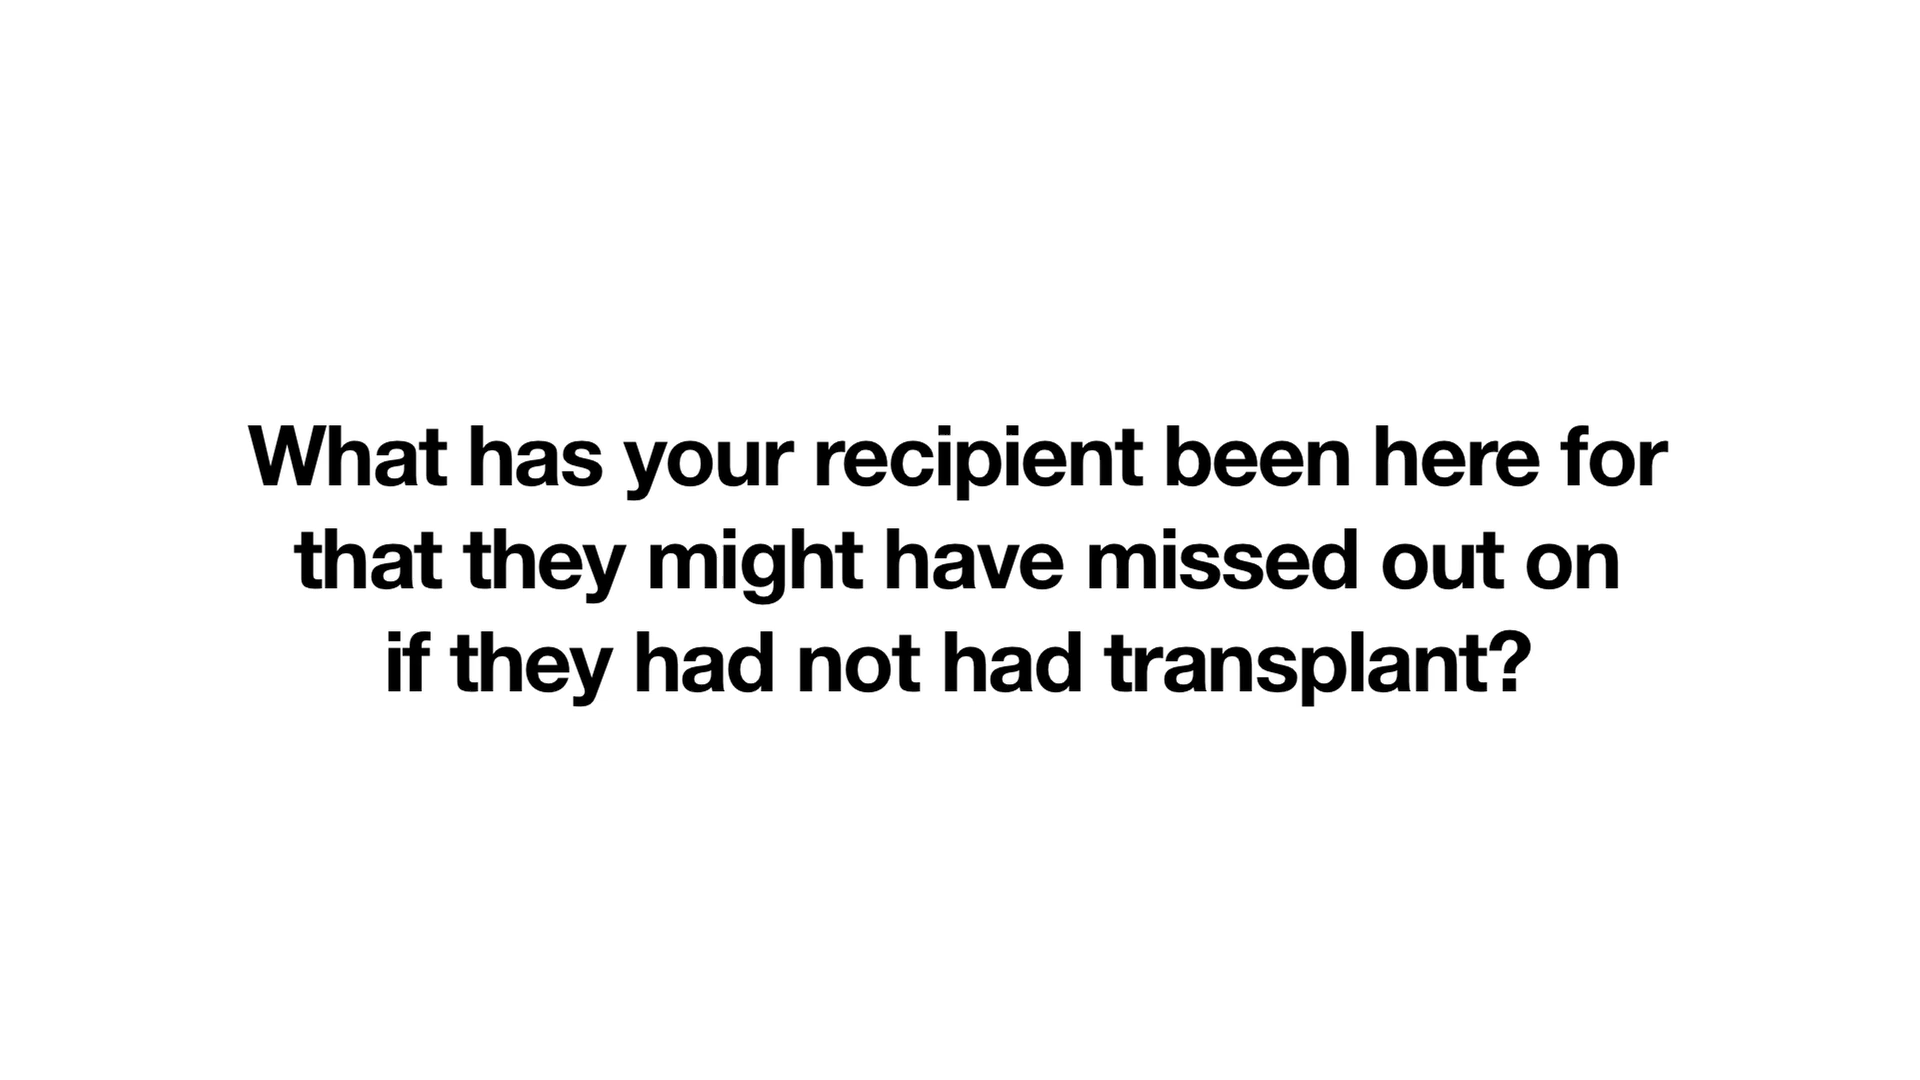 What has your recipient been here for
that they might have missed out on
if they had not had transplant?